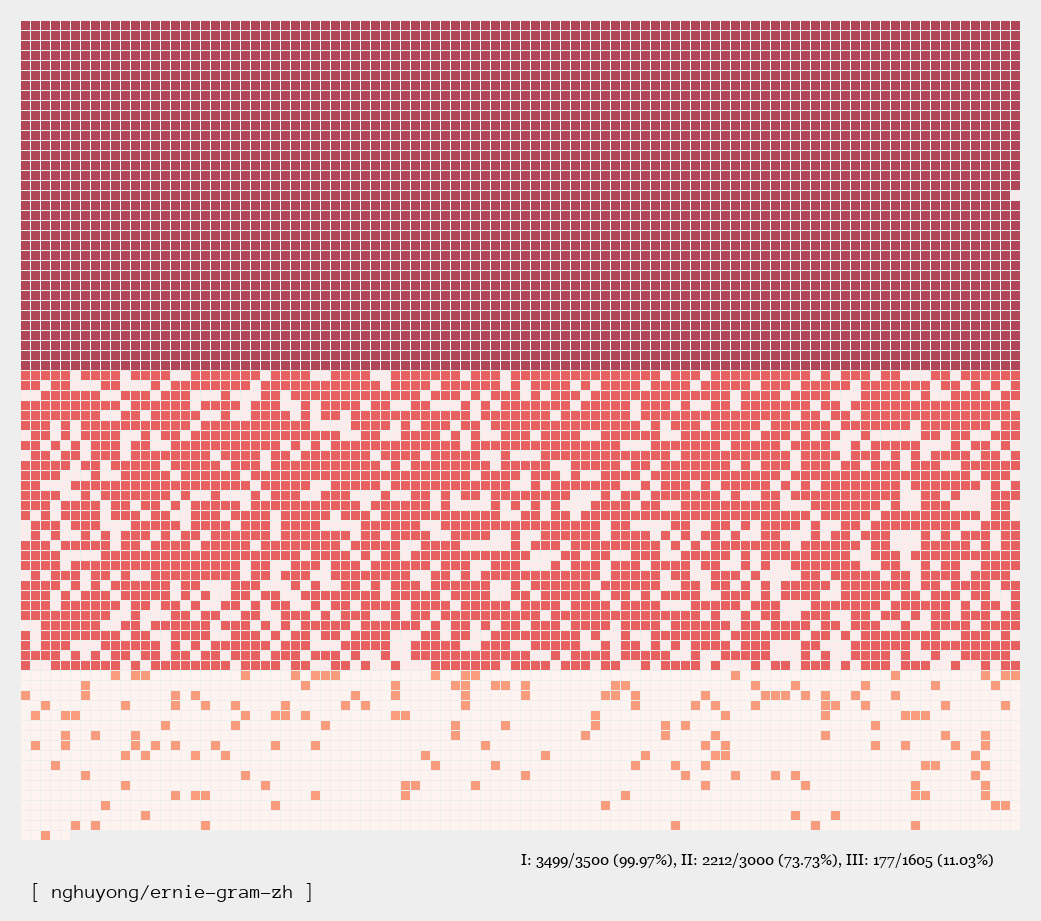 I: 3499/3500 (99.97%), II: 2212/3000 (73.73%), III: 177/1605 (11.03%)
[ nghuyong/ernie-gram-zh ]